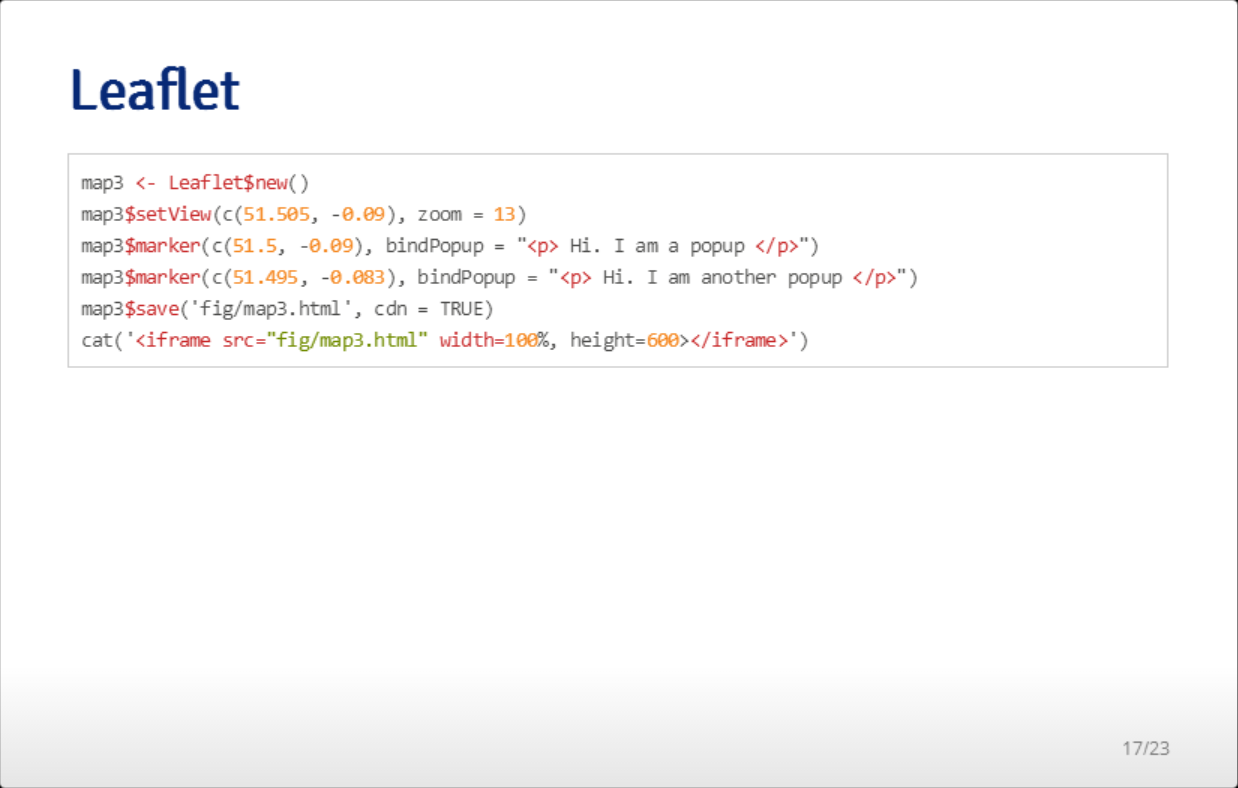 Leaflet
map3 <- Leaflet$new()
map3$setView(c(51.505, -0.09), zoom = 13)
map3$marker(c(51.5, -0.09), bindPopup = "<p> Hi. I am a popup </p>")
map3$marker(c(51.495, -0.083), bindPopup = "<p> Hi. I am another popup </p>")
map3$save('fig/map3.html', cdn = TRUE)
cat('<iframe src="fig/map3.html" width=100%, height=600></iframe>')
17/23